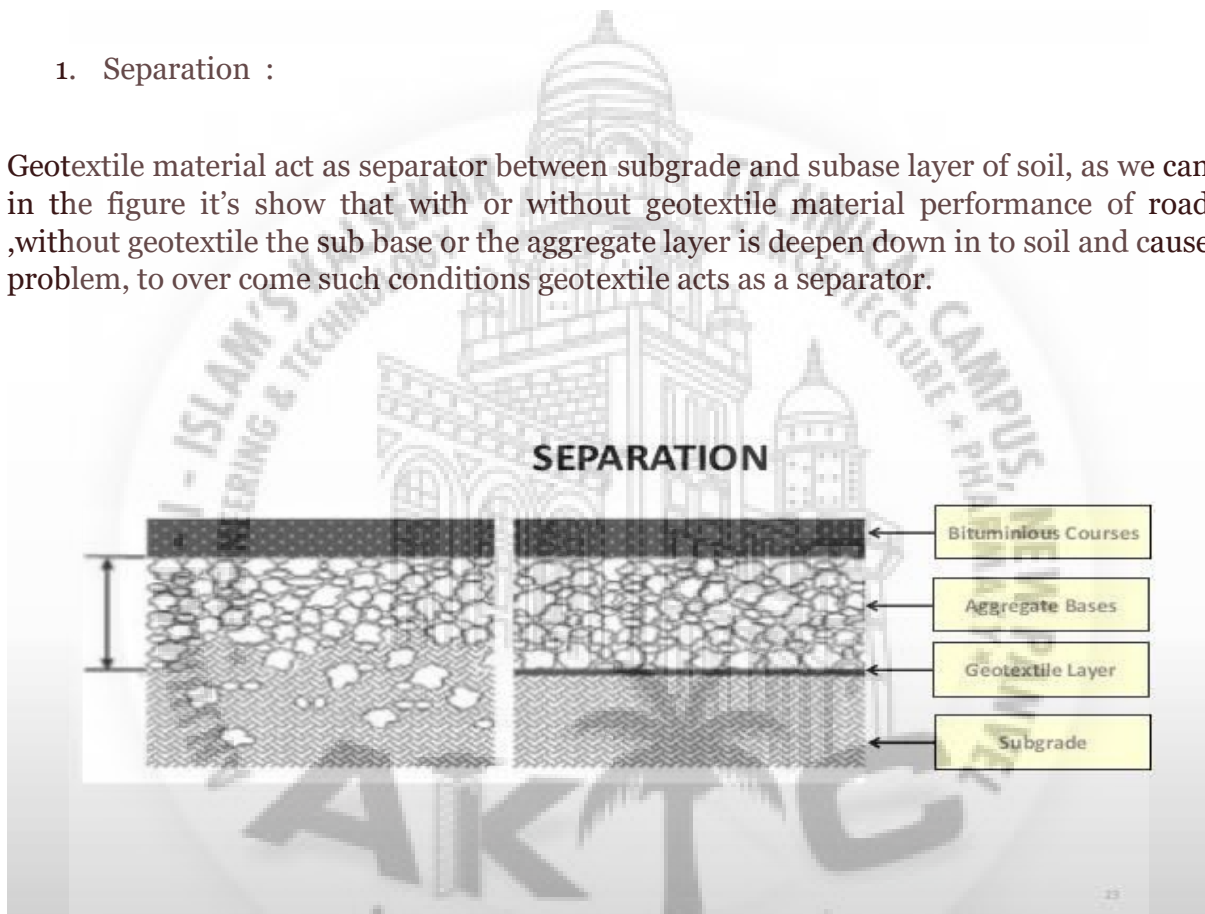 1. Separation :
Geotextile material act as separator between subgrade and subase layer of soil, as we can
in the figure it's show that with or without geotextile material performance of road
,without geotextile the sub base or the aggregate layer is deepen down in to soil and cause
problem, to over come such conditions geotextile acts as a separator.
SEPARATION
Bituminious Courses
Aggregate Bases
Geotextile Layer
Subgrade
AKTC
23